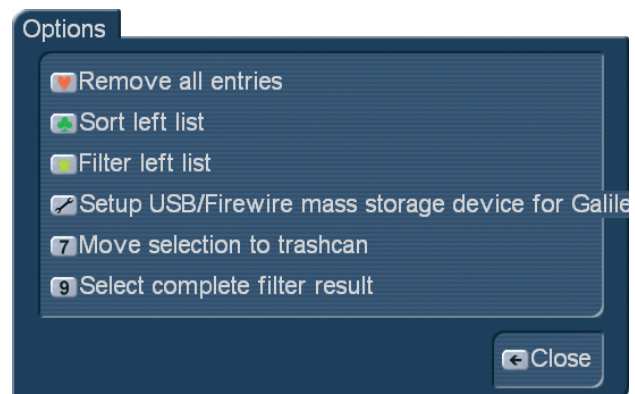 Options
Remove all entries
Sort left list
Filter left list
Setup USB/Firewire mass storage device for Galile
7 Move selection to trashcan
9 Select complete filter result
Close